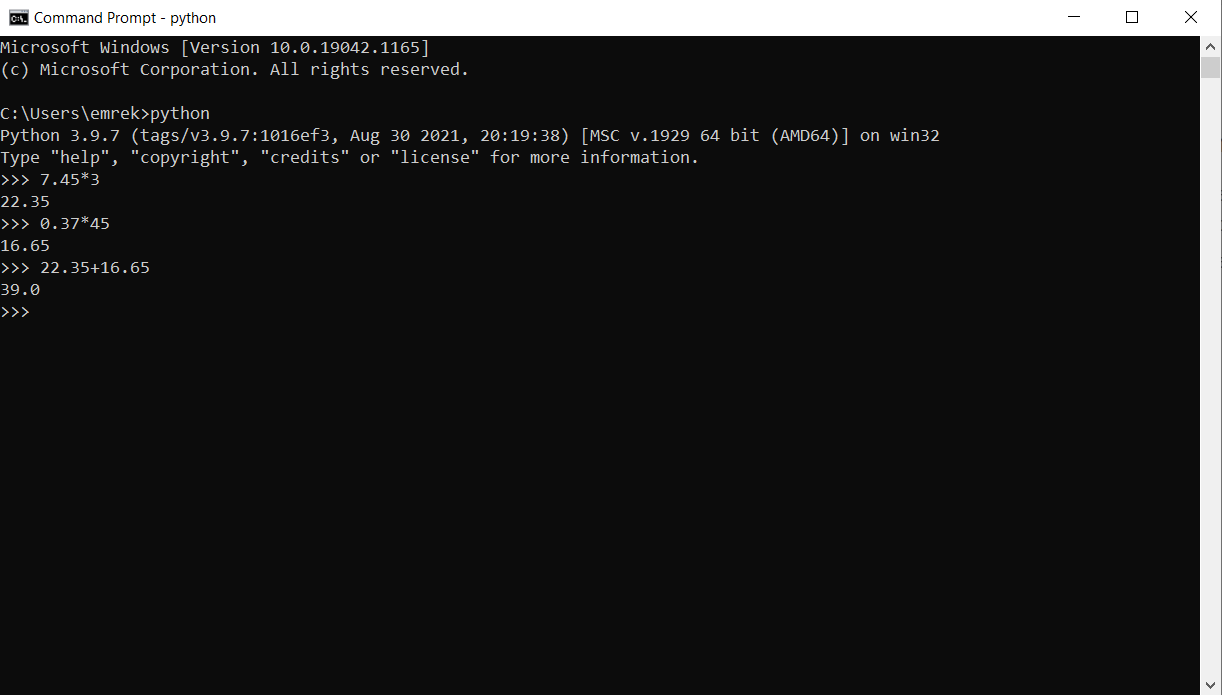 Command Prompt - python
Microsoft Windows [Version 10.0.19042.1165]
(c) Microsoft Corporation. All rights reserved.
C:\Users\emrek>python
Python 3.9.7 (tags/v3.9.7:1016ef3, Aug 30 2021, 20:19:38) [MSC v.1929 64 bit (AMD64)] on win32
Type "help", "copyright", "credits" or "license" for more information.
>>> 7.45*3
22.35
>>> 0.37*45
16.65
>>> 22.35+16.65
39.0
>>>